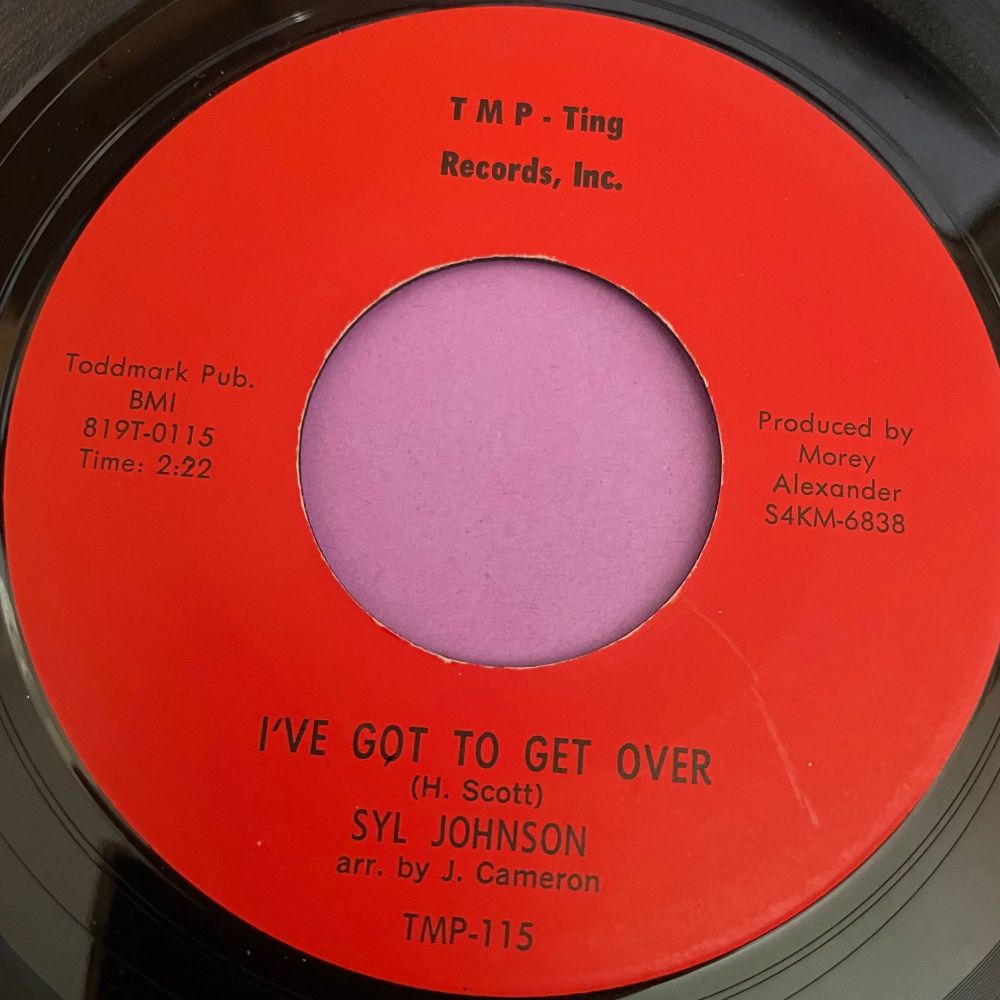 T M P - Ting
Records, Inc.
Toddmark Pub.
BMI
819T-0115
Time: 2:22
Produced by
Morey
Alexander
S4KM-6838
I'VE GOT TO GET OVER
(H. Scott)
SYL JOHNSON
arr. by J. Cameron
TMP-115